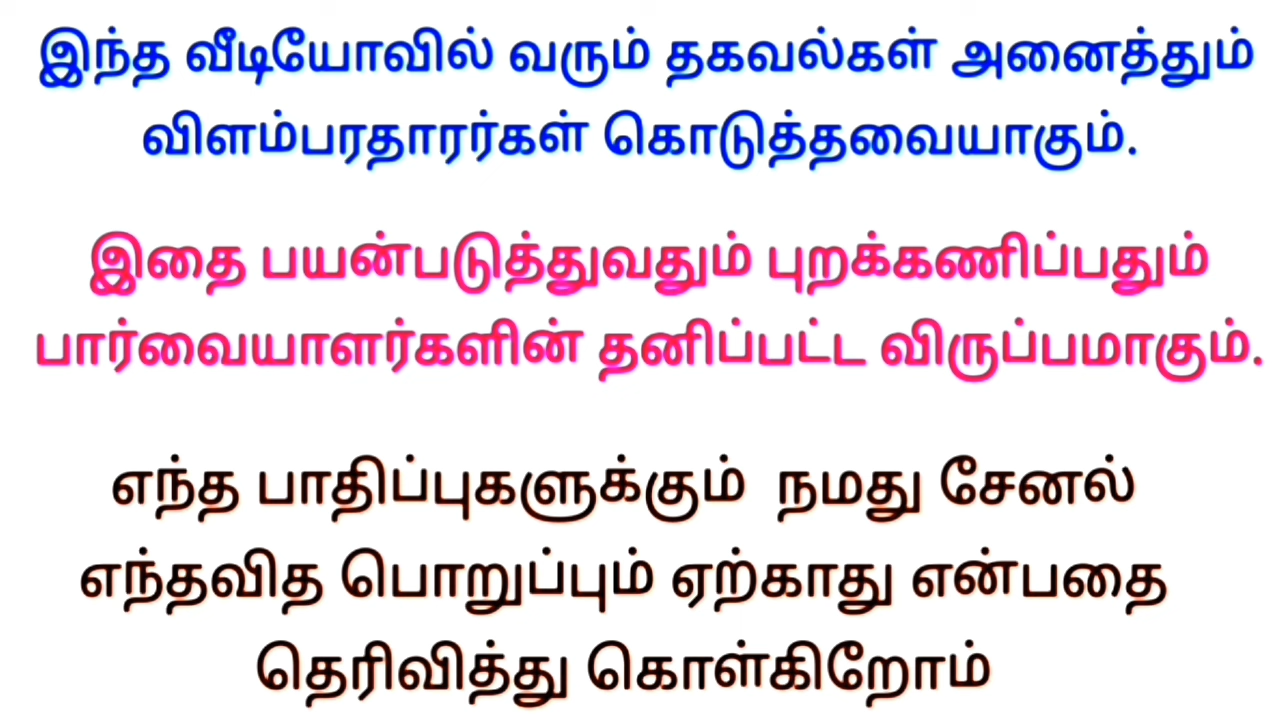 இந்த வீடியோவில் வரும் தகவல்கள் அனைத்தும்
விளம்பரதாரர்கள் கொடுத்தவையாகும்.
இதை பயன்படுத்துவதும் புறக்கணிப்பதும்
பார்வையாளர்களின் தனிப்பட்ட விருப்பமாகும்.
எந்த பாதிப்புகளுக்கும் நமது சேனல்
எந்தவித பொறுப்பும் ஏற்காது என்பதை
தெரிவித்து கொள்கிறோம்